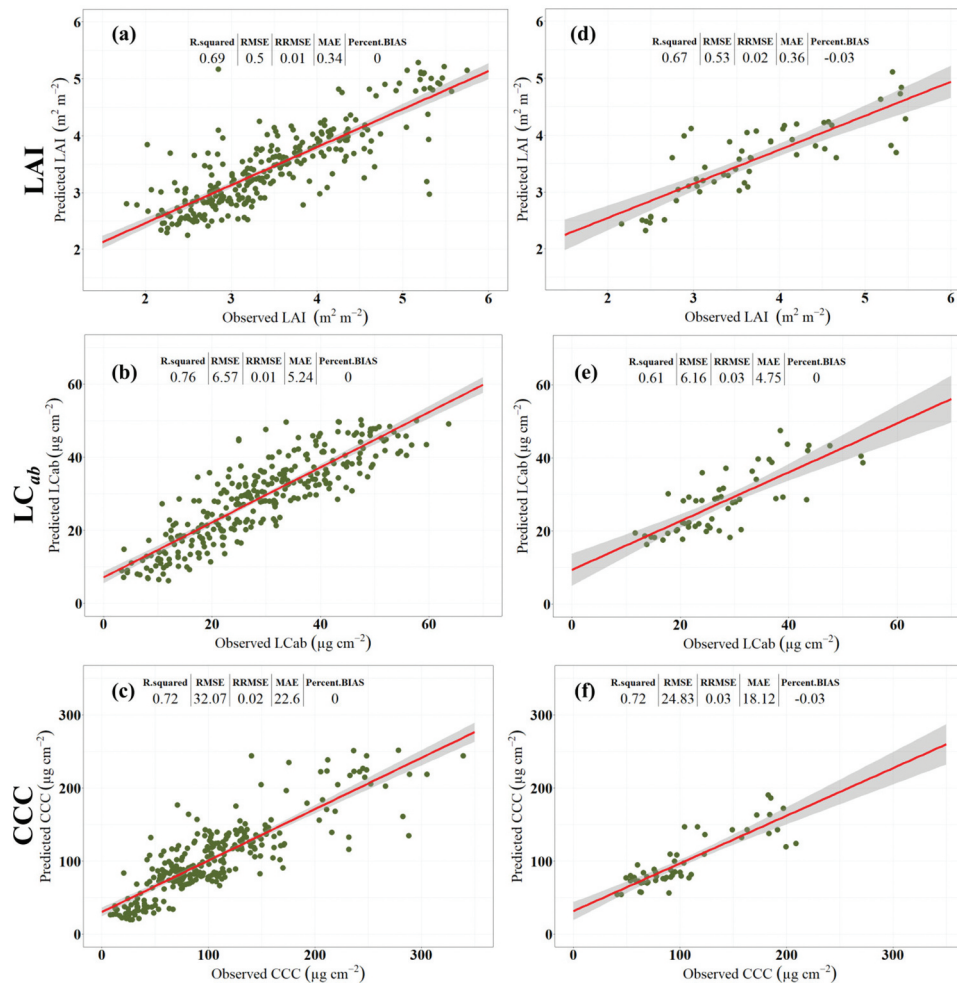 (a)
R.squared RMSE RRMSE MAE Percent.BIAS
0.69 0.5 0.01 0.34 0
6
5
4
3
2
2 3 4 5 6
Predicted LAI (m² m⁻²)
Observed LAI (m² m⁻²)
LAI
(d)
R.squared RMSE RRMSE MAE Percent.BIAS
0.67 0.53 0.02 0.36 -0.03
6
5
4
3
2
2 3 4 5 6
Predicted LAI (m² m⁻²)
Observed LAI (m² m⁻²)
(b)
R.squared RMSE RRMSE MAE Percent.BIAS
0.76 6.57 0.01 5.24 0
60
40
20
0
0 20 40 60
Predicted LCab (µg cm⁻²)
Observed LCab (µg cm⁻²)
LCab
(e)
R.squared RMSE RRMSE MAE Percent.BIAS
0.61 6.16 0.03 4.75 0
60
40
20
0
0 20 40 60
Predicted LCab (µg cm⁻²)
Observed LCab (µg cm⁻²)
(c)
R.squared RMSE RRMSE MAE Percent.BIAS
0.72 32.07 0.02 22.6 0
300
200
100
0
0 100 200 300
Predicted CCC (µg cm⁻²)
Observed CCC (µg cm⁻²)
CCC
(f)
R.squared RMSE RRMSE MAE Percent.BIAS
0.72 24.83 0.03 18.12 -0.03
300
200
100
0
0 100 200 300
Predicted CCC (µg cm⁻²)
Observed CCC (µg cm⁻²)